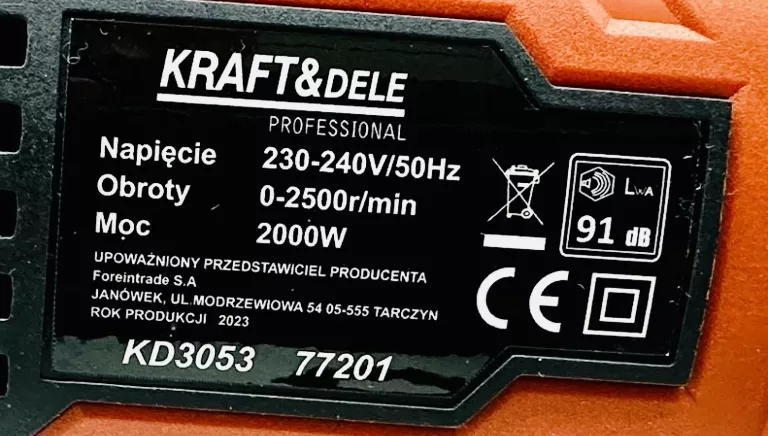 KRAFT&DELE
PROFESSIONAL
Napięcie 230-240V/50Hz
Obroty 0-2500r/min
Moc 2000W
LWA
91 dB
UPOWAŻNIONY PRZEDSTAWICIEL PRODUCENTA
Foreintrade S.A
JANÓWEK, UL.MODRZEWIOWA 54 05-555 TARCZYN
ROK PRODUKCJI 2023
CE
KD3053 77201